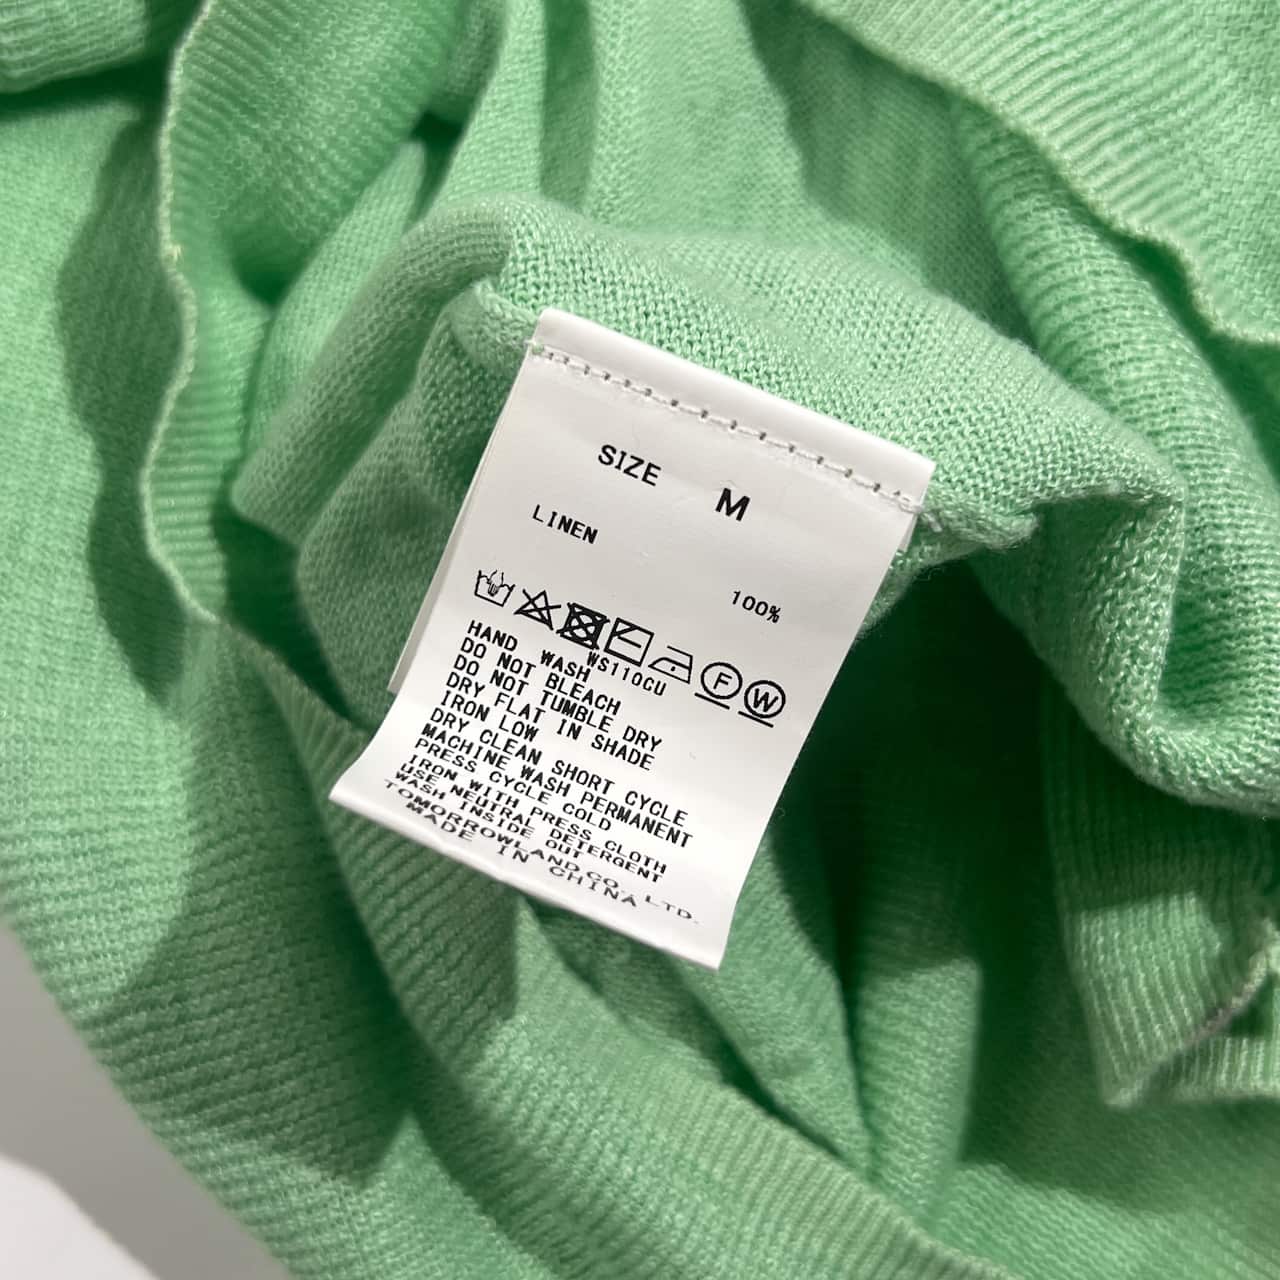 SIZE M
LINEN
100%
F W
WS110GU
HAND WASH
DO NOT BLEACH
DO NOT TUMBLE DRY
DRY FLAT IN SHADE
IRON LOW
DRY CLEAN SHORT CYCLE
MACHINE WASH PERMANENT
PRESS CYCLE COLD
IRON WITH PRESS CLOTH
USE NEUTRAL DETERGENT
WASH INSIDE OUT
TOMORROWLAND CO., LTD.
MADE IN CHINA